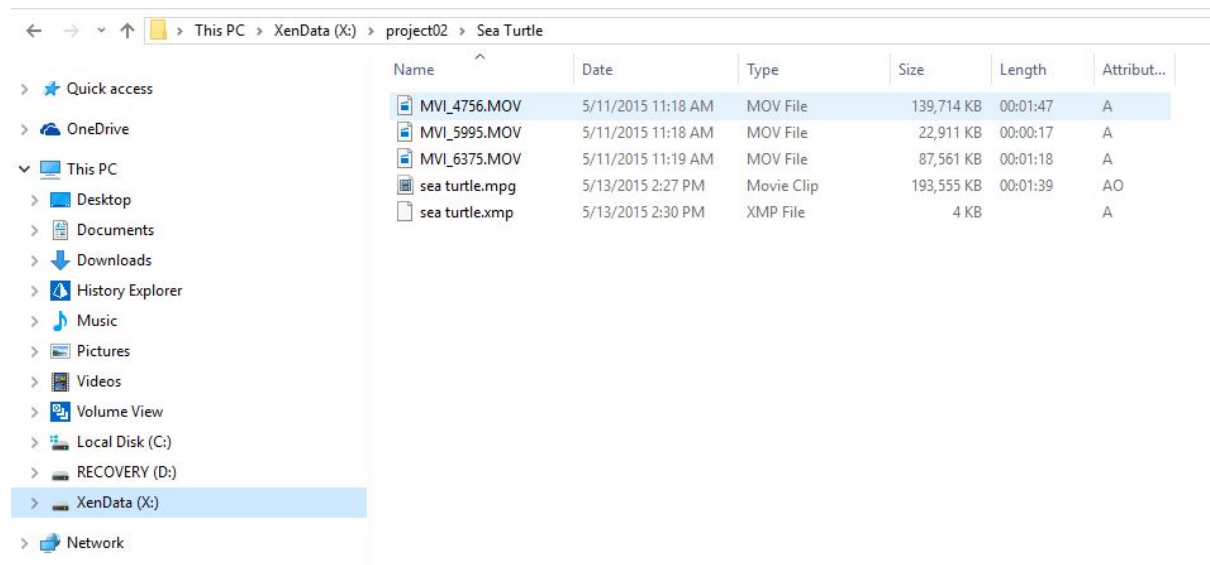 This PC > XenData (X:) > project02 > Sea Turtle
Quick access
OneDrive
This PC
Desktop
Documents
Downloads
History Explorer
Music
Pictures
Videos
Volume View
Local Disk (C:)
RECOVERY (D:)
XenData (X:)
Network
Name Date Type Size Length Attribut...
MVI_4756.MOV 5/11/2015 11:18 AM MOV File 139,714 KB 00:01:47 A
MVI_5995.MOV 5/11/2015 11:18 AM MOV File 22,911 KB 00:00:17 A
MVI_6375.MOV 5/11/2015 11:19 AM MOV File 87,561 KB 00:01:18 A
sea turtle.mpg 5/13/2015 2:27 PM Movie Clip 193,555 KB 00:01:39 AO
sea turtle.xmp 5/13/2015 2:30 PM XMP File 4 KB A